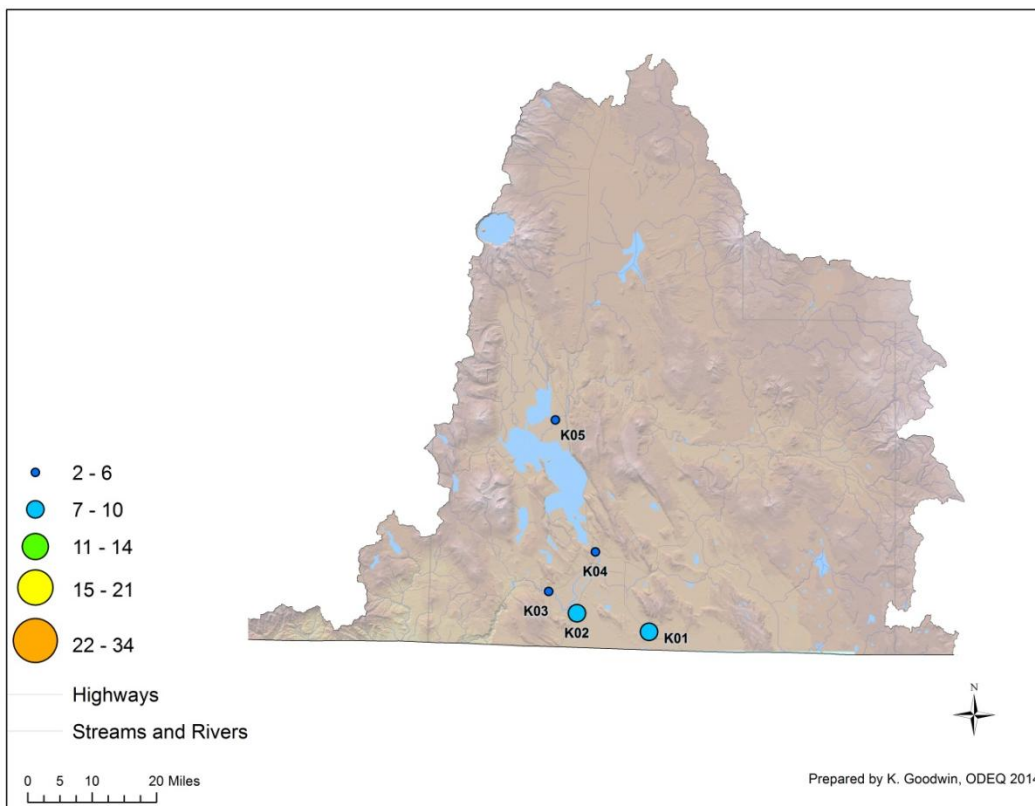 K05
K04
K03
K02
K01
2 - 6
7 - 10
11 - 14
15 - 21
22 - 34
Highways
Streams and Rivers
0 5 10 20 Miles
N
Prepared by K. Goodwin, ODEQ 2014